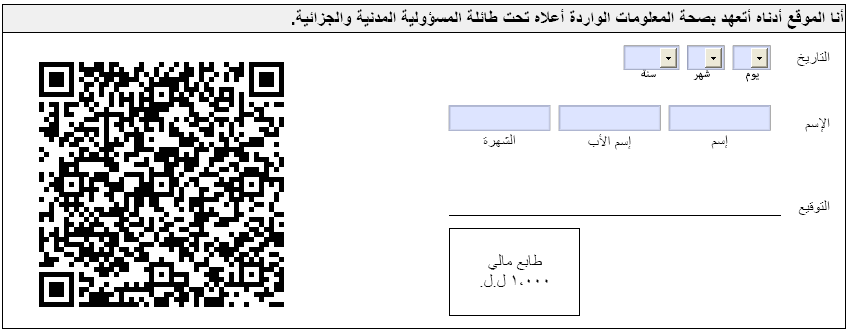 أنا الموقع أدناه أتعهد بصحة المعلومات الواردة أعلاه تحت طائلة المسؤولية المدنية والجزائية.
التاريخ
يوم شهر سنة
الإسم
إسم إسم الأب الشهرة
التوقيع
طابع مالي
١،٠٠٠ ل.ل.